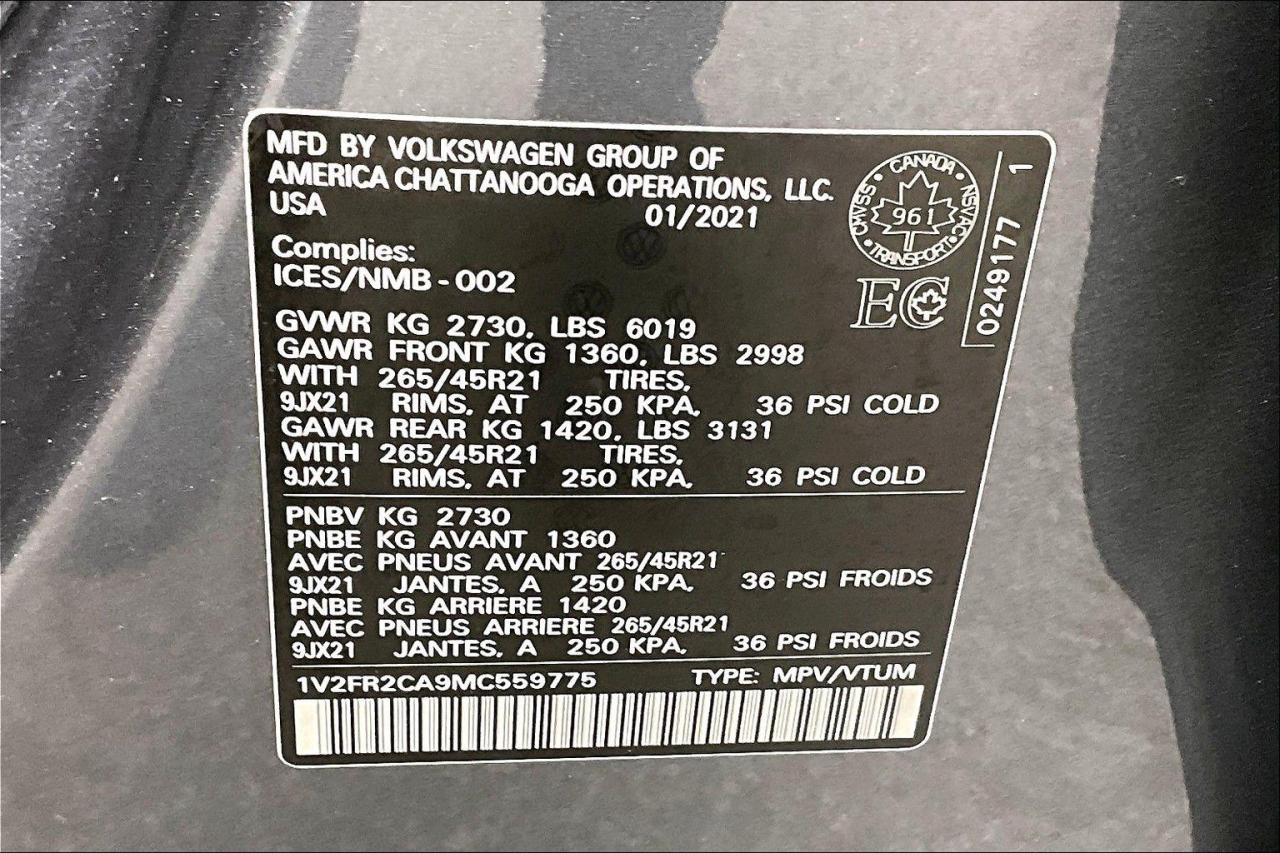 MFD BY VOLKSWAGEN GROUP OF
AMERICA CHATTANOOGA OPERATIONS, LLC.
USA 01/2021
CANADA
CMVSS • NSVAC
961
TRANSPORT
EC
0249177 1
Complies:
ICES/NMB - 002
GVWR KG 2730, LBS 6019
GAWR FRONT KG 1360, LBS 2998
WITH 265/45R21 TIRES,
9JX21 RIMS, AT 250 KPA, 36 PSI COLD
GAWR REAR KG 1420, LBS 3131
WITH 265/45R21 TIRES,
9JX21 RIMS, AT 250 KPA, 36 PSI COLD
PNBV KG 2730
PNBE KG AVANT 1360
AVEC PNEUS AVANT 265/45R21
9JX21 JANTES, A 250 KPA, 36 PSI FROIDS
PNBE KG ARRIERE 1420
AVEC PNEUS ARRIERE 265/45R21
9JX21 JANTES, A 250 KPA, 36 PSI FROIDS
1V2FR2CA9MC559775 TYPE: MPV/VTUM